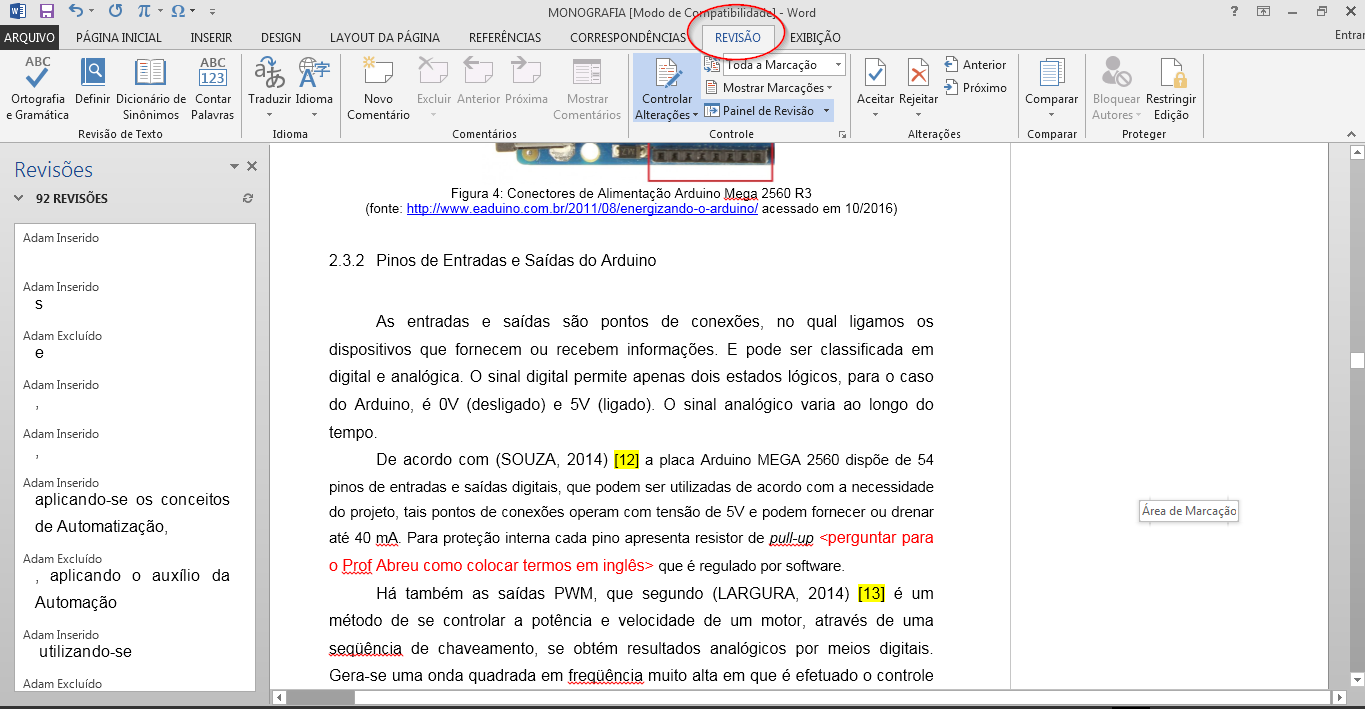 MONOGRAFIA [Modo de Compatibilidade] - Word
?
Entrar
ARQUIVO PÁGINA INICIAL INSERIR DESIGN LAYOUT DA PÁGINA REFERÊNCIAS CORRESPONDÊNCIAS REVISÃO EXIBIÇÃO
ABC
Ortografia
e Gramática
Definir
Dicionário de
Sinônimos
ABC
123
Contar
Palavras
Revisão de Texto
Traduzir
Idioma
Idioma
Novo
Comentário
Excluir
Anterior
Próxima
Mostrar
Comentários
Comentários
Controlar
Alterações
Toda a Marcação
Mostrar Marcações
Painel de Revisão
Controle
Aceitar
Rejeitar
Anterior
Próximo
Alterações
Comparar
Comparar
Bloquear
Autores
Restringir
Edição
Proteger
Revisões
92 REVISÕES
Adam Inserido
Adam Inserido
s
Adam Excluído
e
Adam Inserido
,
Adam Inserido
,
Adam Inserido
aplicando-se os conceitos
de Automatização,
Adam Excluído
, aplicando o auxílio da
Automação
Adam Inserido
utilizando-se
Adam Excluído
Figura 4: Conectores de Alimentação Arduino Mega 2560 R3
(fonte: http://www.eaduino.com.br/2011/08/energizando-o-arduino/ acessado em 10/2016)
2.3.2 Pinos de Entradas e Saídas do Arduino
As entradas e saídas são pontos de conexões, no qual ligamos os
dispositivos que fornecem ou recebem informações. E pode ser classificada em
digital e analógica. O sinal digital permite apenas dois estados lógicos, para o caso
do Arduino, é 0V (desligado) e 5V (ligado). O sinal analógico varia ao longo do
tempo.
De acordo com (SOUZA, 2014) [12] a placa Arduino MEGA 2560 dispõe de 54
pinos de entradas e saídas digitais, que podem ser utilizadas de acordo com a necessidade
do projeto, tais pontos de conexões operam com tensão de 5V e podem fornecer ou drenar
até 40 mA. Para proteção interna cada pino apresenta resistor de pull-up <perguntar para
o Prof Abreu como colocar termos em inglês> que é regulado por software.
Há também as saídas PWM, que segundo (LARGURA, 2014) [13] é um
método de se controlar a potência e velocidade de um motor, através de uma
seqüência de chaveamento, se obtém resultados analógicos por meios digitais.
Gera-se uma onda quadrada em freqüência muito alta em que é efetuado o controle
Área de Marcação